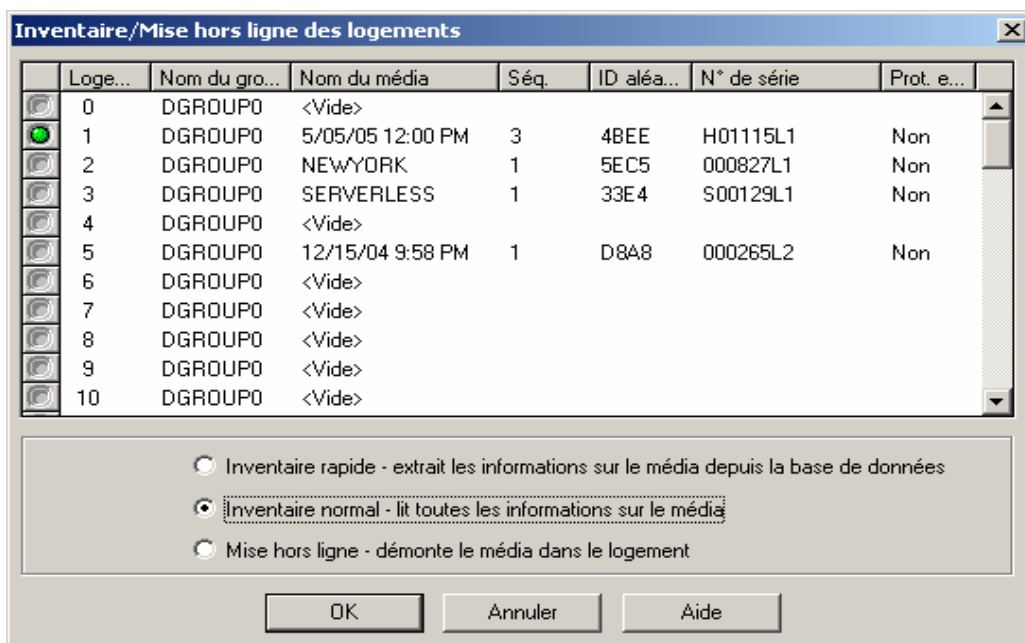 Inventaire/Mise hors ligne des logements
Loge... Nom du gro... Nom du média Séq. ID aléa... N° de série Prot. e...
0 DGROUP0 <Vide>
1 DGROUP0 5/05/05 12:00 PM 3 4BEE H01115L1 Non
2 DGROUP0 NEWYORK 1 5EC5 000827L1 Non
3 DGROUP0 SERVERLESS 1 33E4 S00129L1 Non
4 DGROUP0 <Vide>
5 DGROUP0 12/15/04 9:58 PM 1 D8A8 000265L2 Non
6 DGROUP0 <Vide>
7 DGROUP0 <Vide>
8 DGROUP0 <Vide>
9 DGROUP0 <Vide>
10 DGROUP0 <Vide>
Inventaire rapide - extrait les informations sur le média depuis la base de données
Inventaire normal - lit toutes les informations sur le média
Mise hors ligne - démonte le média dans le logement
OK Annuler Aide